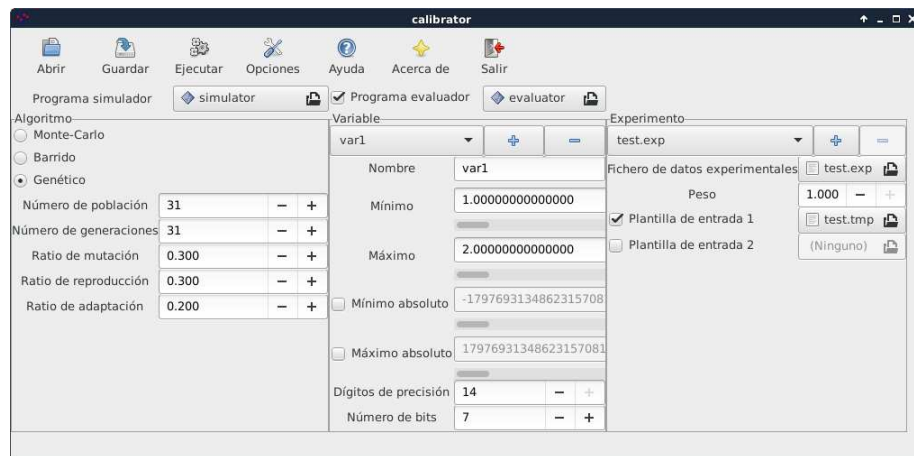 calibrator
Abrir Guardar Ejecutar Opciones Ayuda Acerca de Salir
Programa simulador simulator Programa evaluador evaluator
Algoritmo
Monte-Carlo
Barrido
Genético
Número de población 31
Número de generaciones 31
Ratio de mutación 0.300
Ratio de reproducción 0.300
Ratio de adaptación 0.200
Variable
var1
Nombre var1
Mínimo 1.00000000000000
Máximo 2.00000000000000
Mínimo absoluto -1797693134862315708
Máximo absoluto 17976931348623157081
Dígitos de precisión 14
Número de bits 7
Experimento
test.exp
Fichero de datos experimentales test.exp
Peso 1.000
Plantilla de entrada 1 test.tmp
Plantilla de entrada 2 (Ninguno)